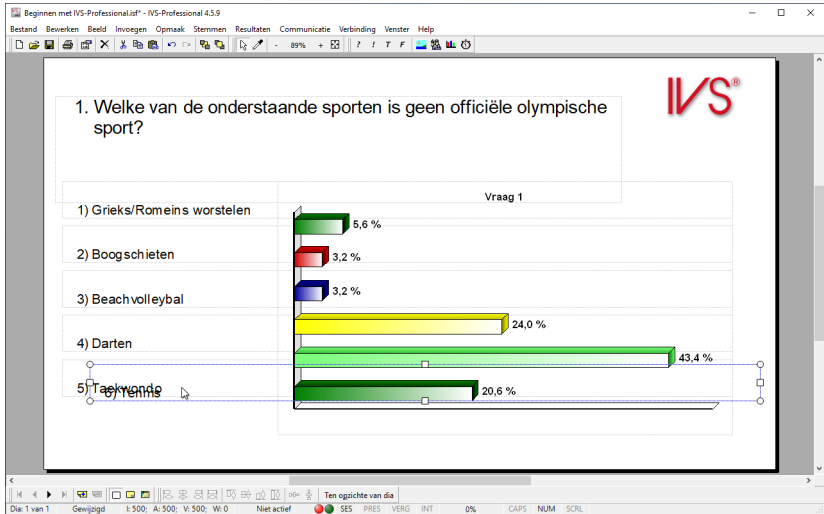 Beginnen met IVS-Professional.isf* - IVS-Professional 4.5.9
Bestand Bewerken Beeld Invoegen Opmaak Stemmen Resultaten Communicatie Verbinding Venster Help
- 89% + ? ! T F
IVS®
1. Welke van de onderstaande sporten is geen officiële olympische
sport?
Vraag 1
1) Grieks/Romeins worstelen
5,6 %
2) Boogschieten
3,2 %
3) Beachvolleybal
3,2 %
24,0 %
4) Darten
43,4 %
5) Taekwondo
6) Tennis
20,6 %
Ten opzichte van dia
Dia: 1 van 1 Gewijzigd I: 500; A: 500; V: 500; W: 0 Niet actief SES PRES VERG INT 0% CAPS NUM SCRL